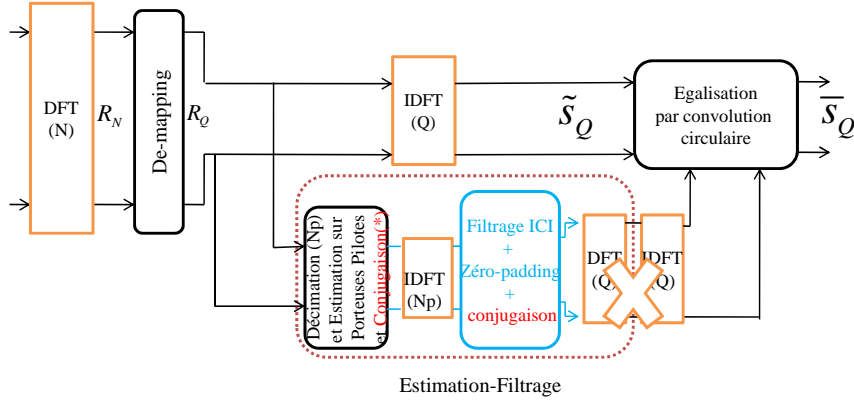 DFT
(N)
R_N
De-mapping
R_Q
IDFT
(Q)
s̃_Q
Egalisation
par convolution
circulaire
s̅_Q
Décimation (Np)
et Estimation sur
Porteuses Pilotes
et Conjugaison(*)
IDFT
(Np)
Filtrage ICI
+
Zéro-padding
+
conjugaison
DFT
(Q)
IDFT
(Q)
Estimation-Filtrage